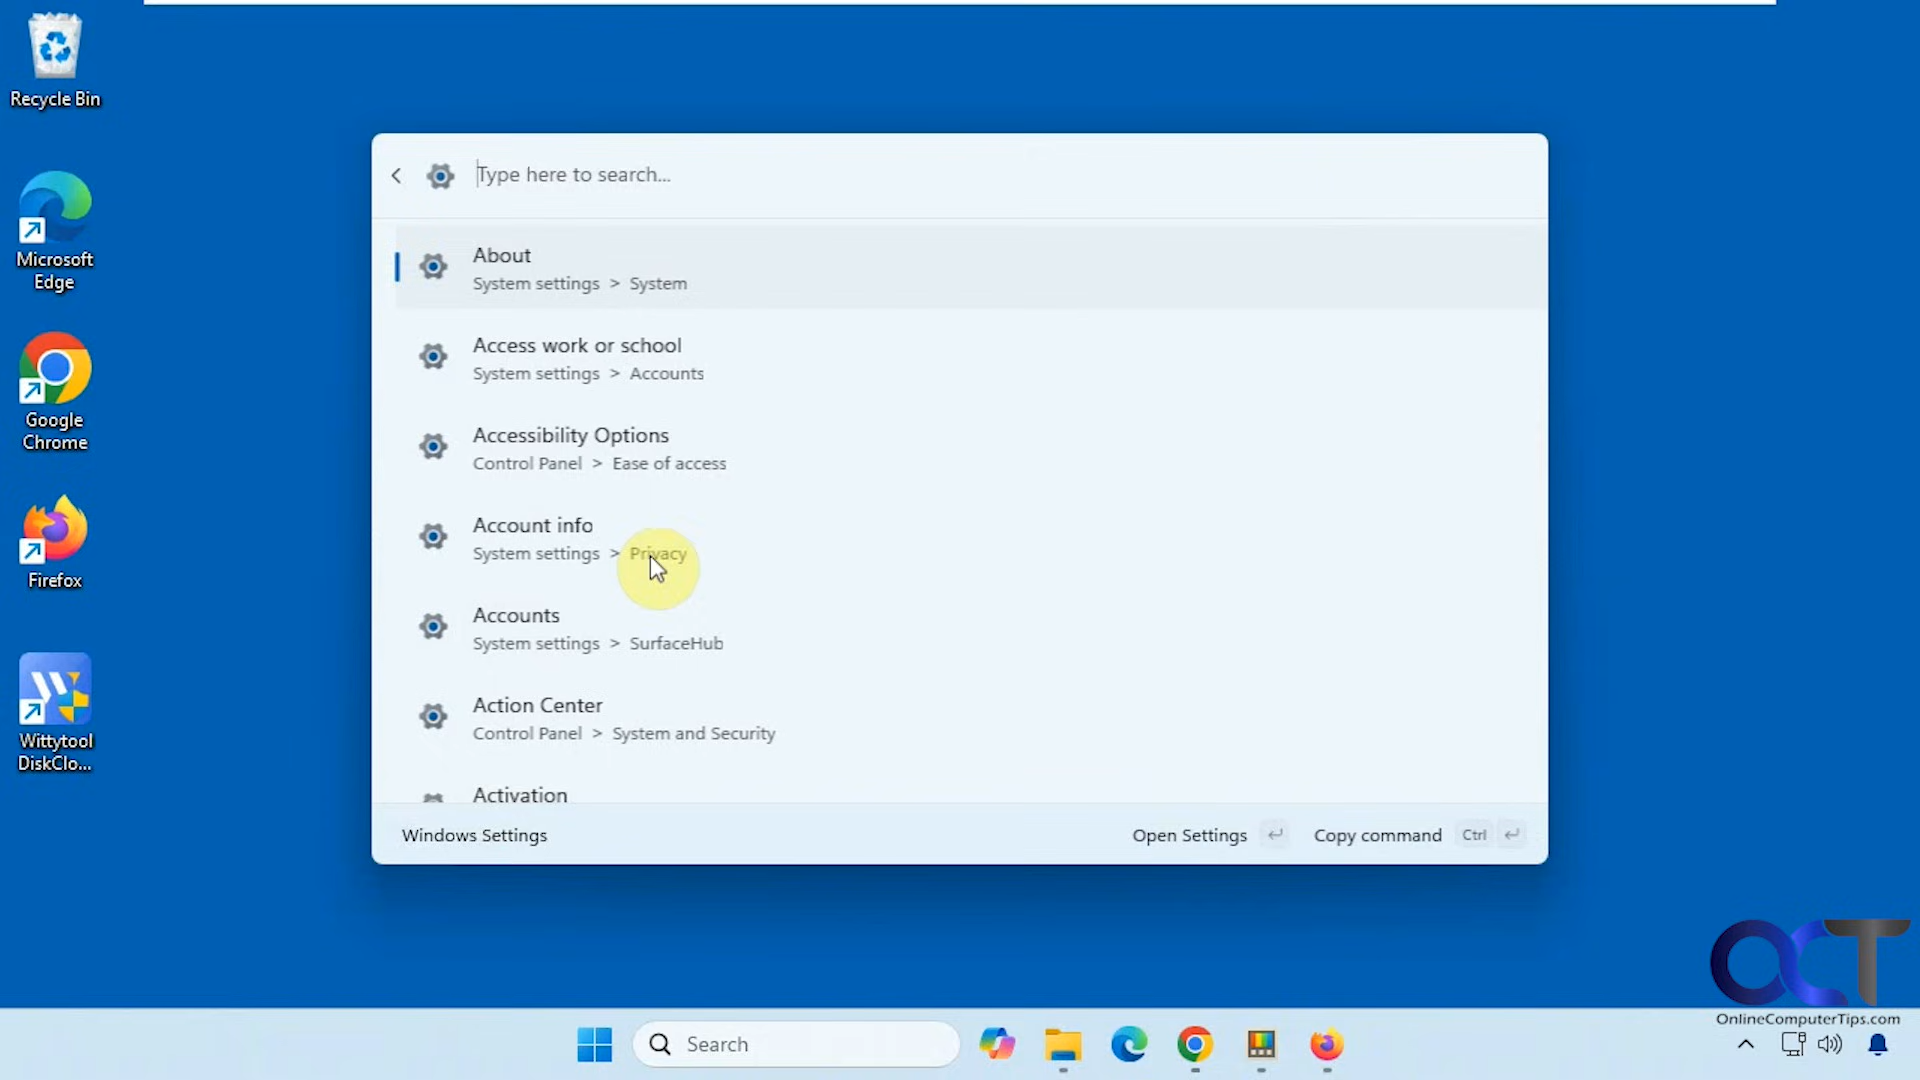 Recycle Bin
Microsoft
Edge
Google
Chrome
Firefox
Wittytool
DiskClo...
Type here to search...
About
System settings > System
Access work or school
System settings > Accounts
Accessibility Options
Control Panel > Ease of access
Account info
System settings > Privacy
Accounts
System settings > SurfaceHub
Action Center
Control Panel > System and Security
Activation
Windows Settings
Open Settings
Copy command Ctrl
OCT
OnlineComputerTips.com
Search